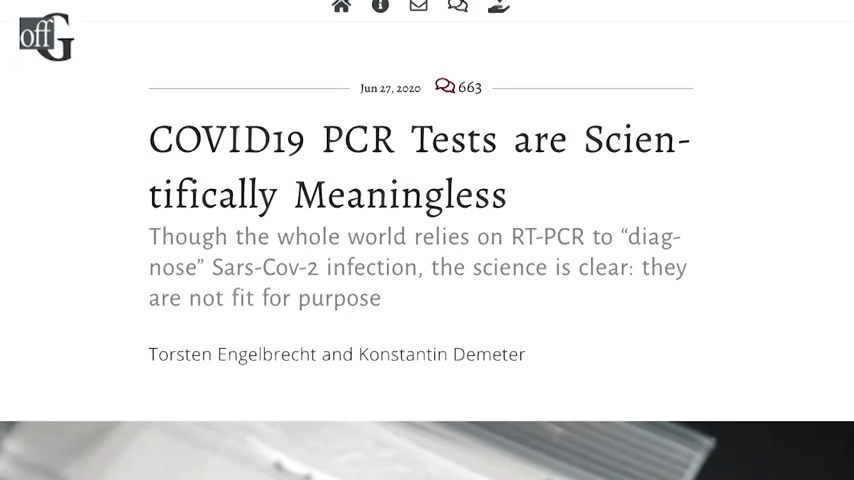 offG
Jun 27, 2020 663
COVID19 PCR Tests are Scien-
tifically Meaningless
Though the whole world relies on RT-PCR to “diag-
nose” Sars-Cov-2 infection, the science is clear: they
are not fit for purpose
Torsten Engelbrecht and Konstantin Demeter